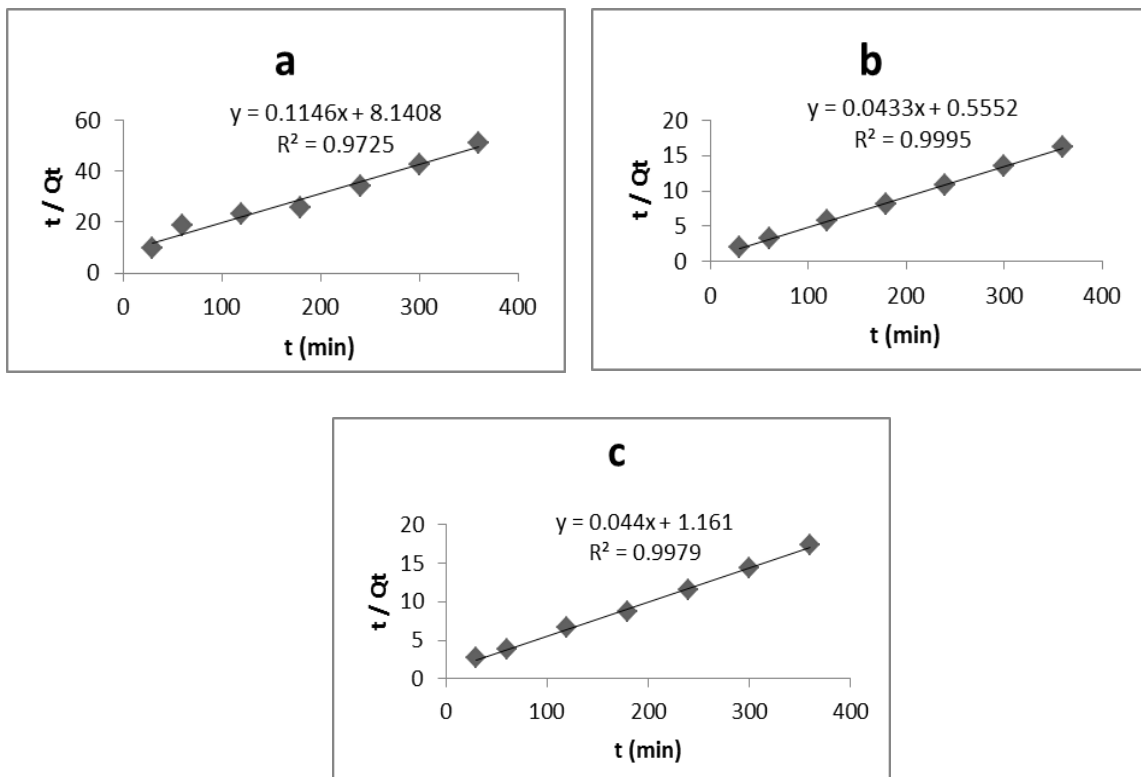 a
y = 0.1146x + 8.1408
R² = 0.9725
60
40
20
0
t / Qt
0 100 200 300 400
t (min)
b
y = 0.0433x + 0.5552
R² = 0.9995
20
15
10
5
0
t / Qt
0 100 200 300 400
t (min)
c
y = 0.044x + 1.161
R² = 0.9979
20
15
10
5
0
t / Qt
0 100 200 300 400
t (min)